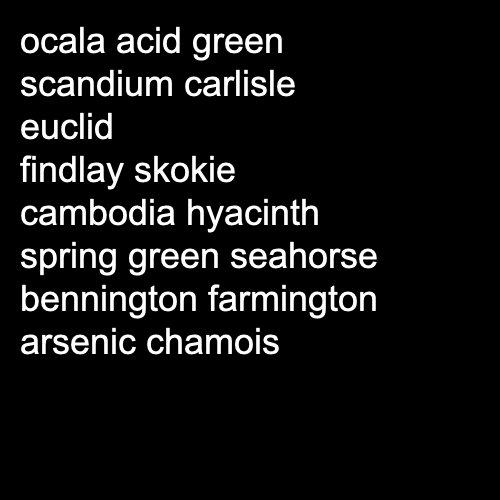 ocala acid green
scandium carlisle
euclid
findlay skokie
cambodia hyacinth
spring green seahorse
bennington farmington
arsenic chamois